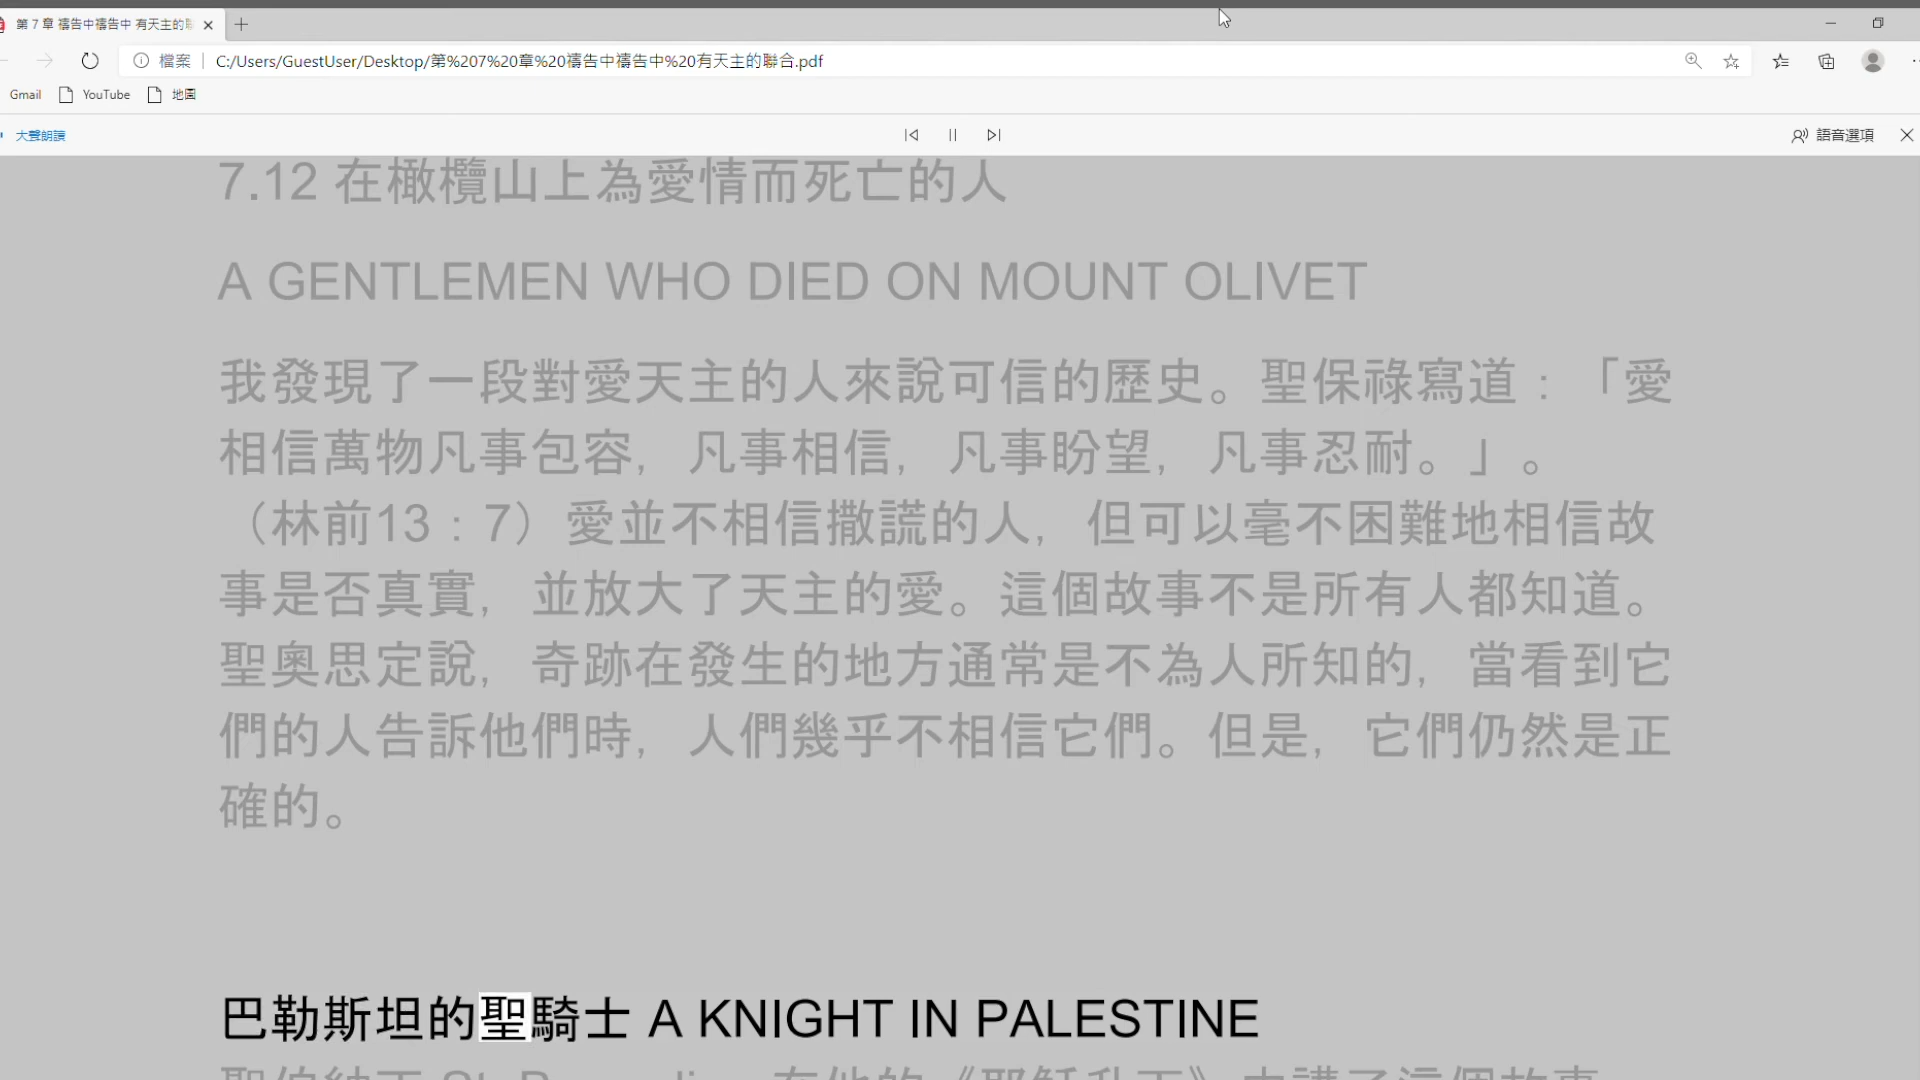 第 7 章 禱告中禱告中 有天主的
檔案
C:/Users/GuestUser/Desktop/第%207%20章%20禱告中禱告中%20有天主的聯合.pdf
Gmail
YouTube
地圖
大聲朗讀
語音選項
7.12 在橄欖山上為愛情而死亡的人
A GENTLEMEN WHO DIED ON MOUNT OLIVET
我發現了一段對愛天主的人來說可信的歷史。聖保祿寫道：「愛
相信萬物凡事包容，凡事相信，凡事盼望，凡事忍耐。」。
（林前13：7）愛並不相信撒謊的人，但可以毫不困難地相信故
事是否真實，並放大了天主的愛。這個故事不是所有人都知道。
聖奧思定說，奇跡在發生的地方通常是不為人所知的，當看到它
們的人告訴他們時，人們幾乎不相信它們。但是，它們仍然是正
確的。
巴勒斯坦的聖騎士 A KNIGHT IN PALESTINE